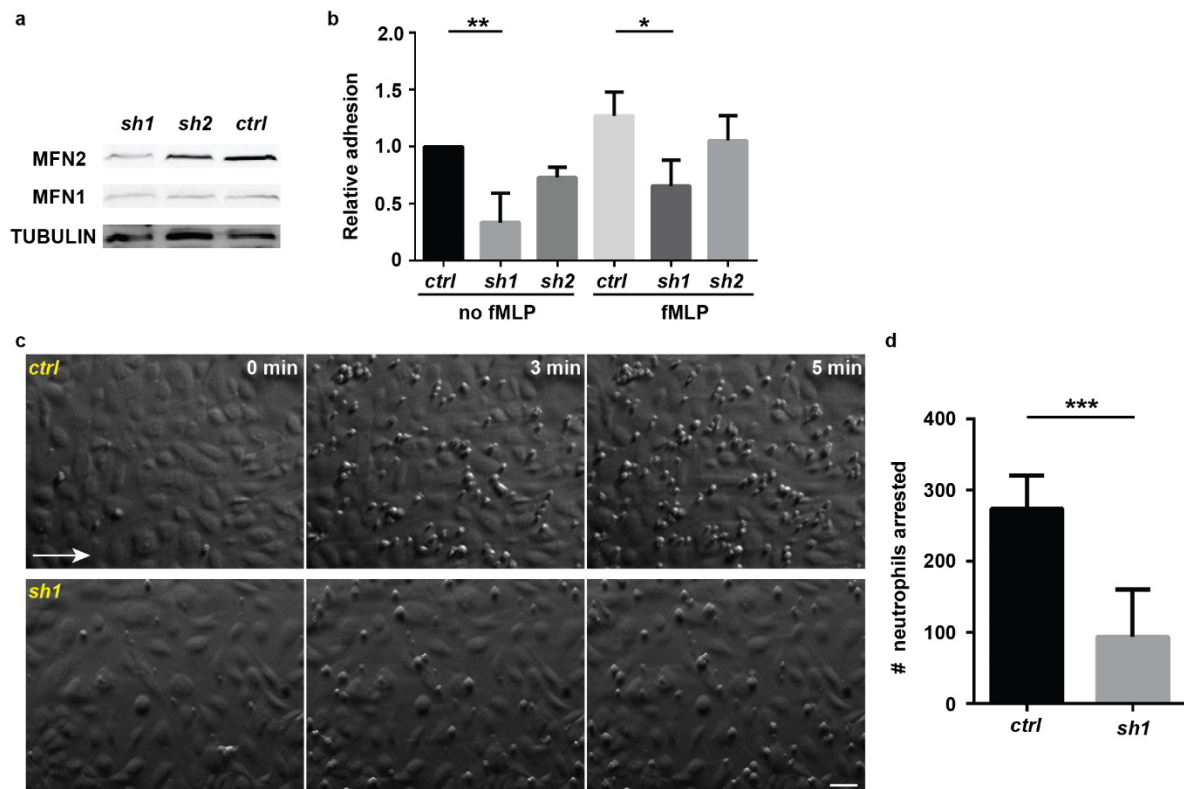 a
sh1 sh2 ctrl
MFN2
MFN1
TUBULIN
b
** *
2.0
1.5
1.0
0.5
0
Relative adhesion
ctrl sh1 sh2 ctrl sh1 sh2
no fMLP fMLP
c
ctrl 0 min 3 min 5 min
sh1
d
***
400
300
200
100
0
# neutrophils arrested
ctrl sh1